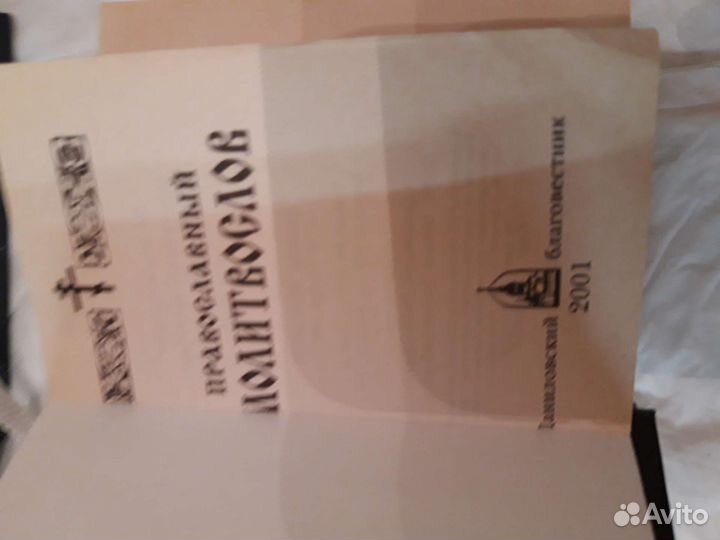 ПРАВОСЛАВНЫЙ
МОЛИТВОСЛОВ
Даниловский благовестник
2001
Avito